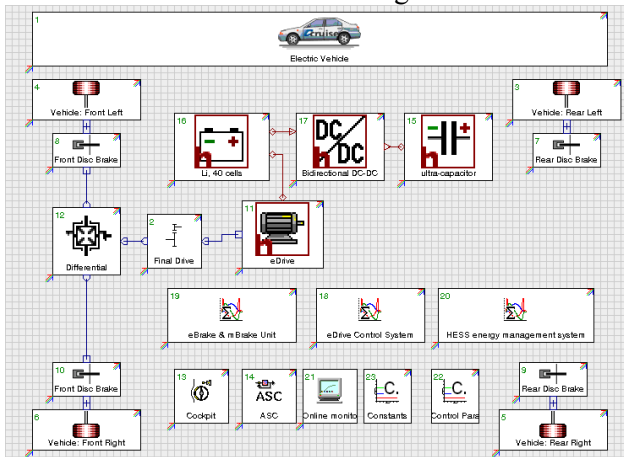 1
Cruise
Electric Vehicle
4
Vehicle: Front Left
3
Vehicle: Rear Left
8
Front Disc Brake
7
Rear Disc Brake
16
Li, 40 cells
17
DC/DC
Bidirectional DC-DC
15
ultra-capacitor
12
Differential
2
Final Drive
11
eDrive
19
eBrake & mBrake Unit
18
eDrive Control System
20
HESS energy management system
10
Front Disc Brake
9
Rear Disc Brake
13
Cockpit
14
ASC
ASC
21
Online monito
23
C.
Constants
22
C.
Control Para
6
Vehicle: Front Right
5
Vehicle: Rear Right